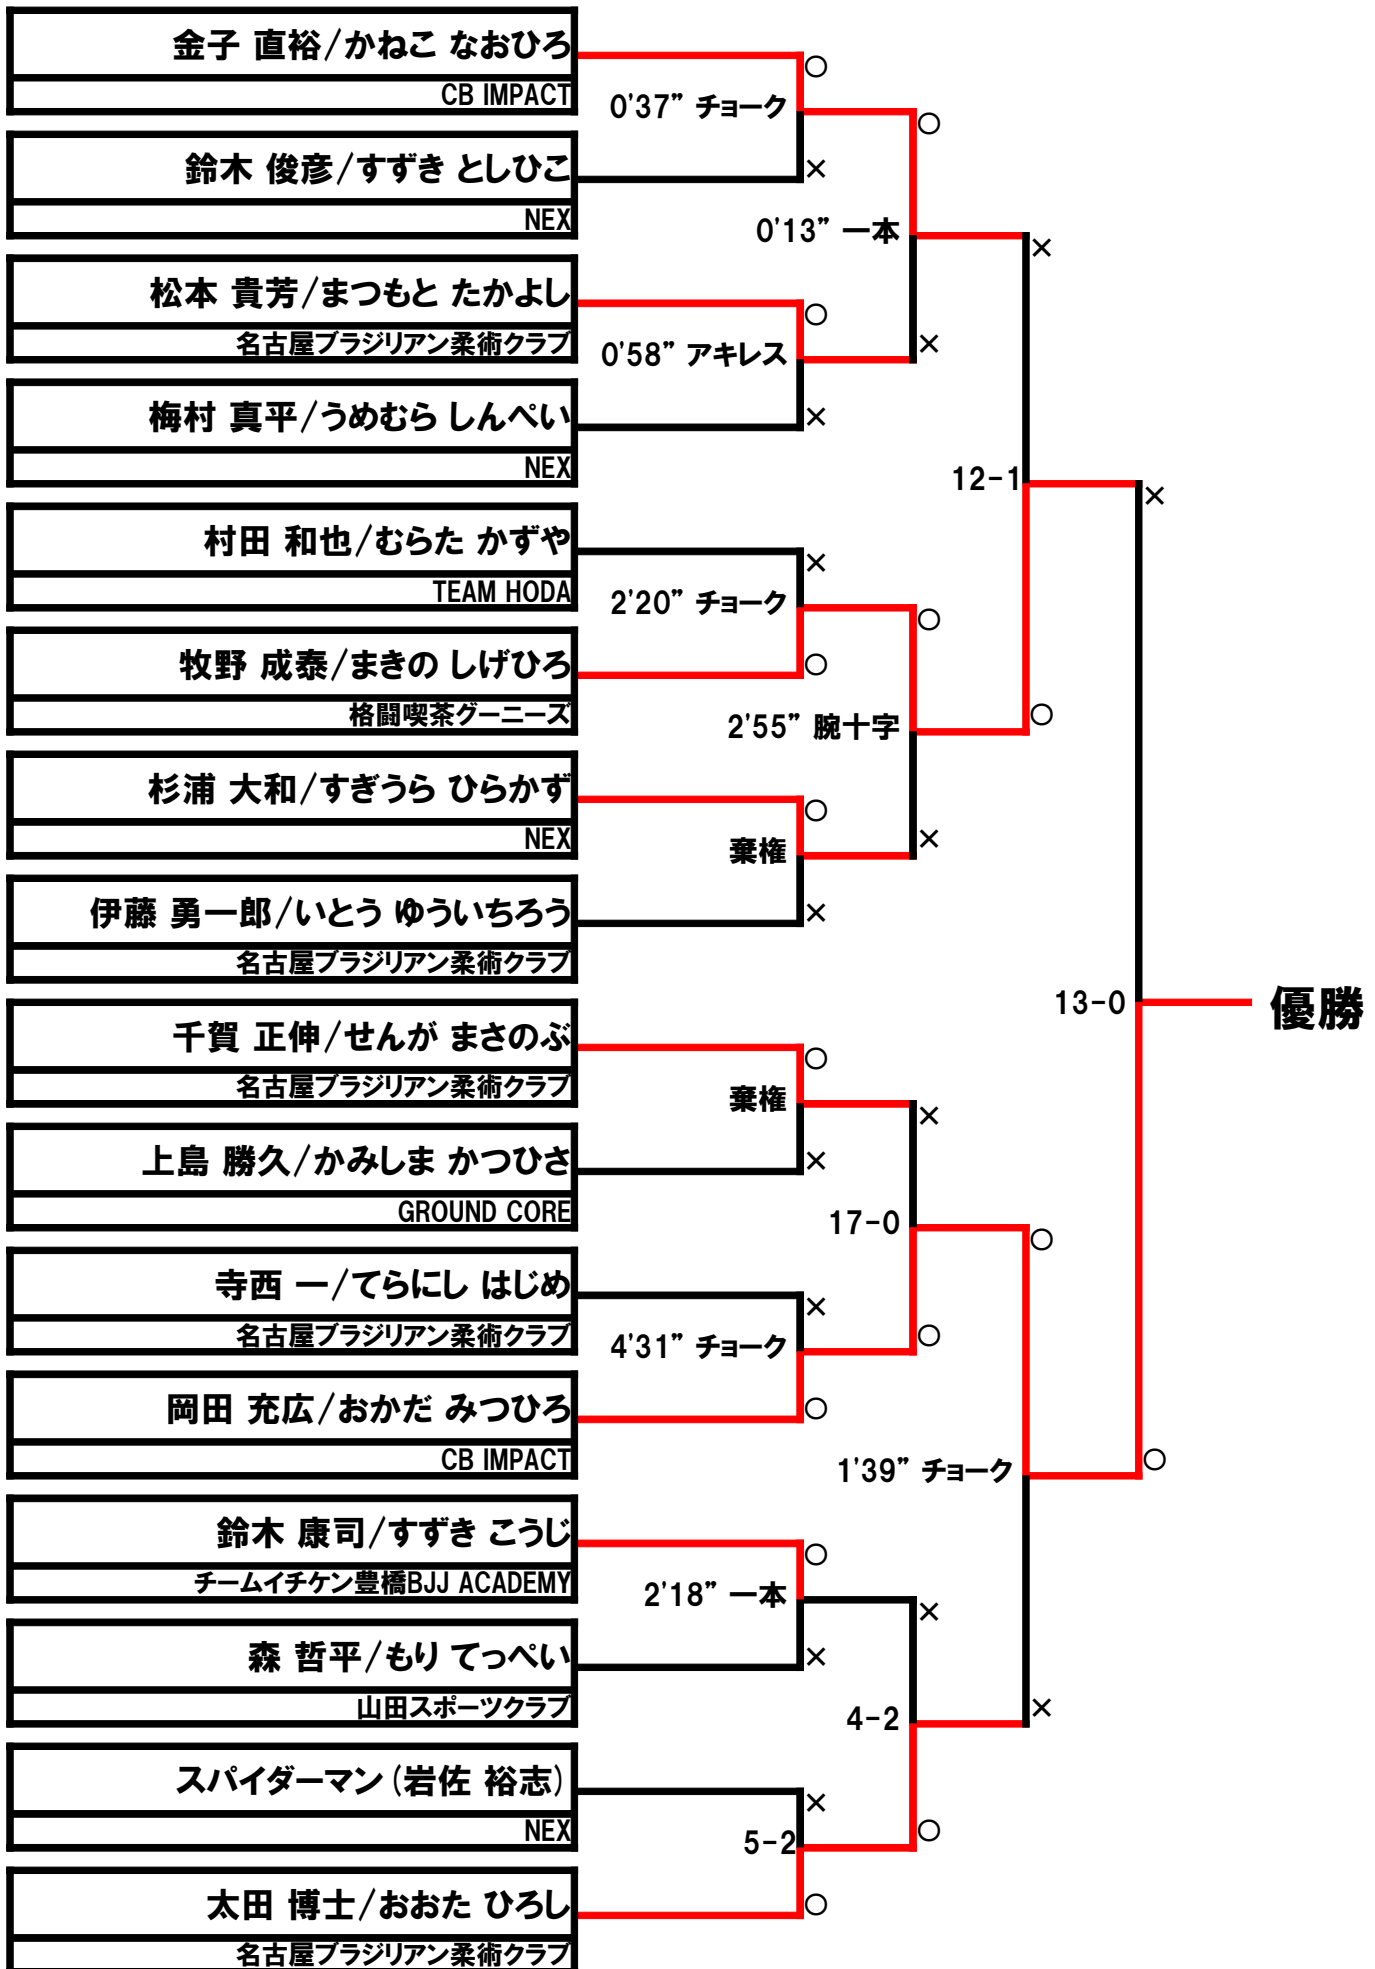 金子 直裕/かねこ なおひろ
CB IMPACT
0'37” チョーク
○
○
鈴木 俊彦/すずき としひこ
×
NEX
0'13” 一本
×
松本 貴芳/まつもと たかよし
○
名古屋ブラジリアン柔術クラブ
0'58” アキレス
×
梅村 真平/うめむら しんぺい
×
NEX
12-1
×
村田 和也/むらた かずや
×
TEAM HODA
2'20” チョーク
○
牧野 成泰/まきの しげひろ
○
格闘喫茶グーニーズ
2'55” 腕十字
○
杉浦 大和/すぎうら ひらかず
○
NEX
棄権
×
伊藤 勇一郎/いとう ゆういちろう
×
名古屋ブラジリアン柔術クラブ
13-0
優勝
千賀 正伸/せんが まさのぶ
○
名古屋ブラジリアン柔術クラブ
棄権
×
上島 勝久/かみしま かつひさ
×
GROUND CORE
17-0
○
寺西 一/てらにし はじめ
×
名古屋ブラジリアン柔術クラブ
4'31” チョーク
○
岡田 充広/おかだ みつひろ
○
CB IMPACT
1'39” チョーク
○
鈴木 康司/すずき こうじ
○
チームイチケン豊橋BJJ ACADEMY
2'18” 一本
×
森 哲平/もり てっぺい
×
山田スポーツクラブ
4-2
×
スパイダーマン(岩佐 裕志)
×
NEX
5-2
○
太田 博士/おおた ひろし
○
名古屋ブラジリアン柔術クラブ